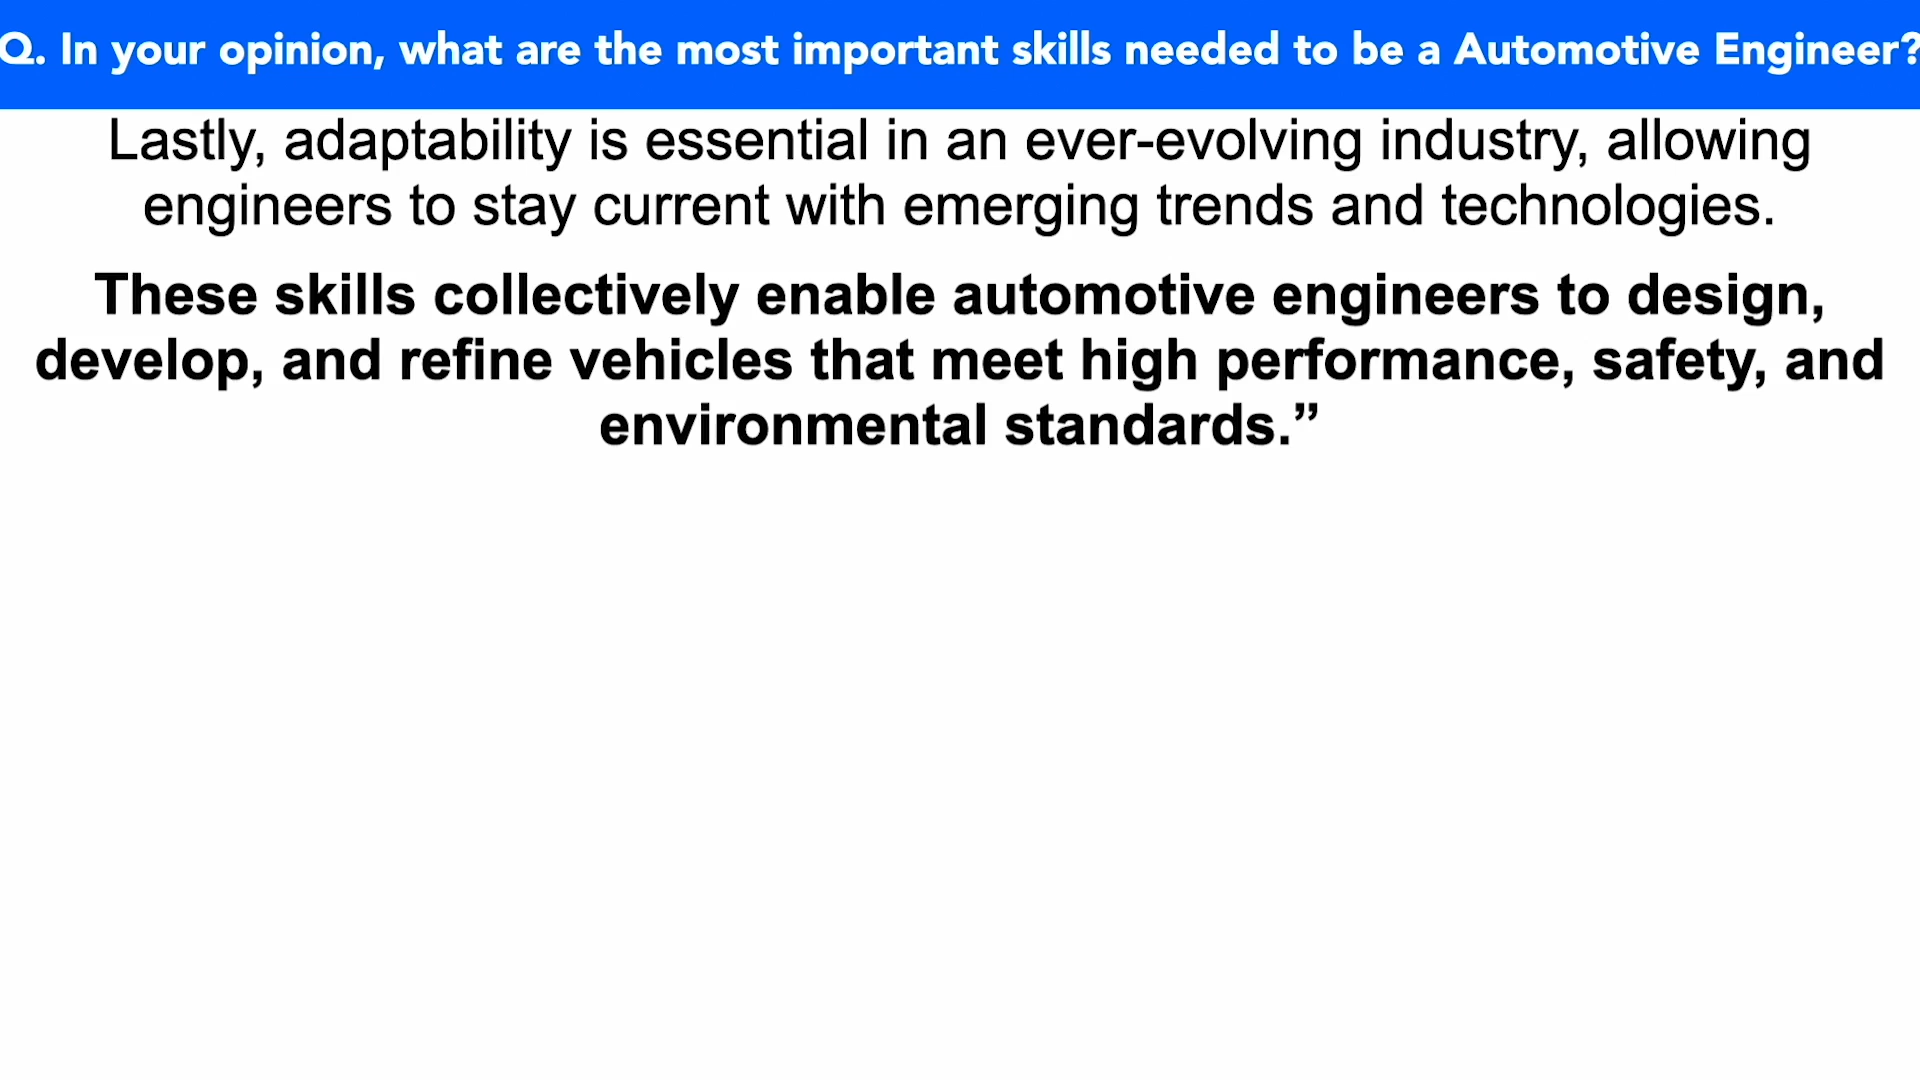 Q. In your opinion, what are the most important skills needed to be a Automotive Engineer?
Lastly, adaptability is essential in an ever-evolving industry, allowing
engineers to stay current with emerging trends and technologies.
These skills collectively enable automotive engineers to design,
develop, and refine vehicles that meet high performance, safety, and
environmental standards.”